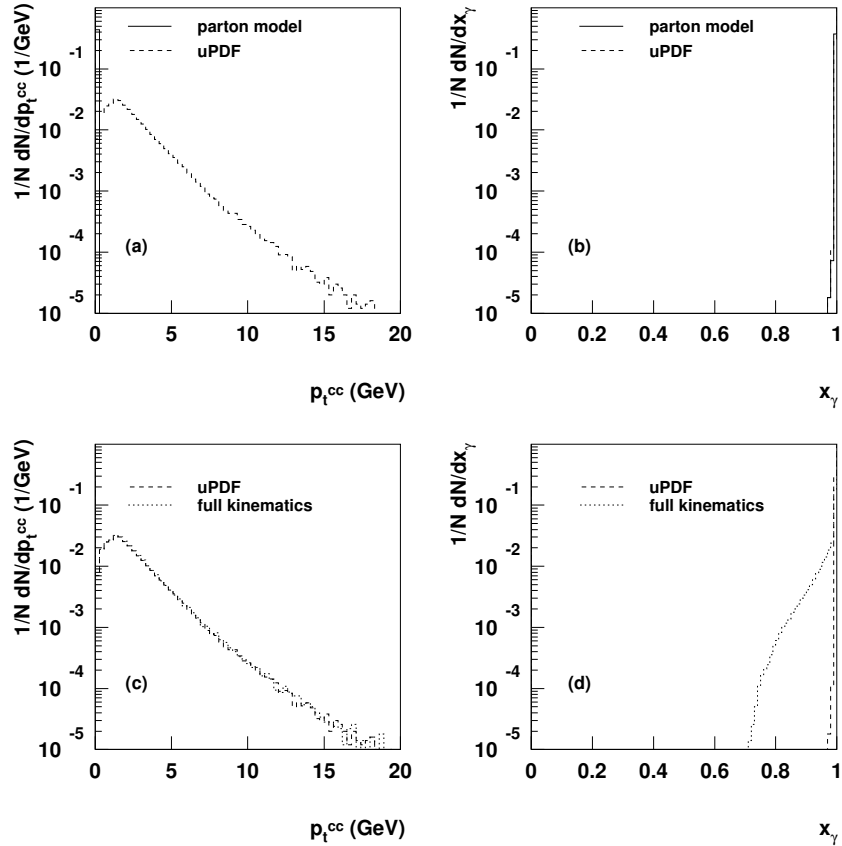 parton model
uPDF
1/N dN/dp_t^cc (1/GeV)
10^-1
10^-2
10^-3
10^-4
10^-5
(a)
0 5 10 15 20
p_t^cc (GeV)
parton model
uPDF
1/N dN/dx_γ
10^-1
10^-2
10^-3
10^-4
10^-5
(b)
0 0.2 0.4 0.6 0.8 1
x_γ
uPDF
full kinematics
1/N dN/dp_t^cc (1/GeV)
10^-1
10^-2
10^-3
10^-4
10^-5
(c)
0 5 10 15 20
p_t^cc (GeV)
uPDF
full kinematics
1/N dN/dx_γ
10^-1
10^-2
10^-3
10^-4
10^-5
(d)
0 0.2 0.4 0.6 0.8 1
x_γ